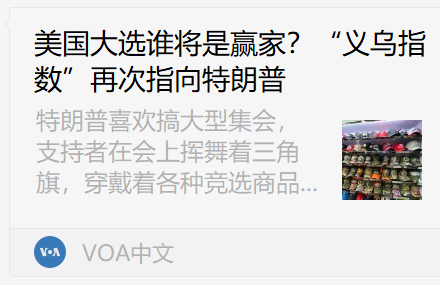 美国大选谁将是赢家？“义乌指
数”再次指向特朗普
特朗普喜欢搞大型集会，
支持者在会上挥舞着三角
旗，穿戴着各种竞选商品...
VOA
VOA中文